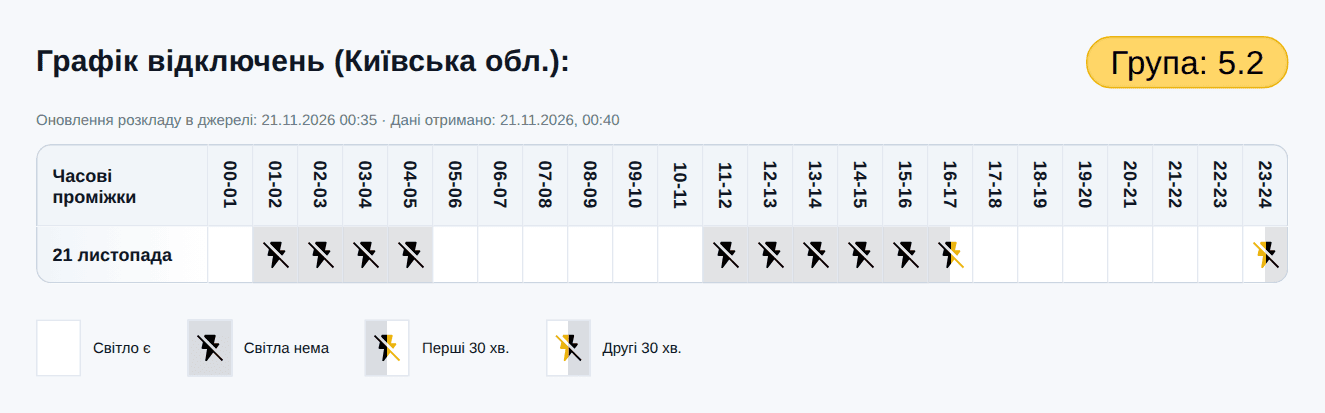 Графік відключень (Київська обл.):
Група: 5.2
Оновлення розкладу в джерелі: 21.11.2026 00:35 · Дані отримано: 21.11.2026, 00:40
Часові
проміжки
00-01
01-02
02-03
03-04
04-05
05-06
06-07
07-08
08-09
09-10
10-11
11-12
12-13
13-14
14-15
15-16
16-17
17-18
18-19
19-20
20-21
21-22
22-23
23-24
21 листопада
Світло є
Світла нема
Перші 30 хв.
Другі 30 хв.